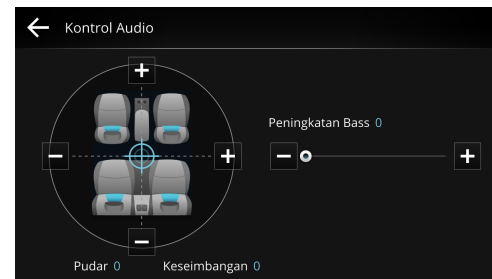 Kontrol Audio
Peningkatan Bass 0
Pudar 0 Keseimbangan 0